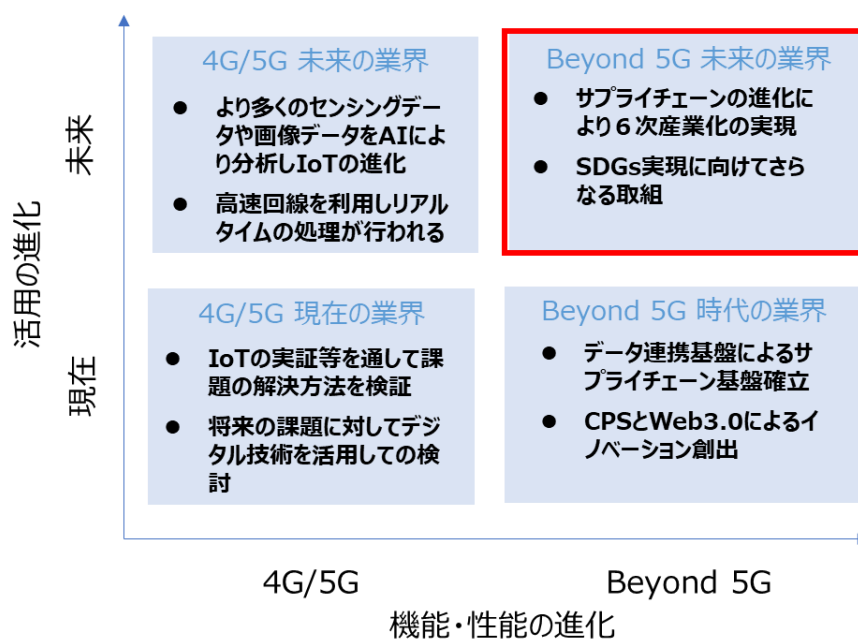 活用の進化
未来
現在
4G/5G 未来の業界
● より多くのセンシングデー
タや画像データをAIによ
り分析しIoTの進化
● 高速回線を利用しリアル
タイムの処理が行われる
Beyond 5G 未来の業界
● サプライチェーンの進化に
より６次産業化の実現
● SDGs実現に向けてさら
なる取組
4G/5G 現在の業界
● IoTの実証等を通して課
題の解決方法を検証
● 将来の課題に対してデジ
タル技術を活用しての検
討
Beyond 5G 時代の業界
● データ連携基盤によるサ
プライチェーン基盤確立
● CPSとWeb3.0によるイ
ノベーション創出
4G/5G
Beyond 5G
機能・性能の進化